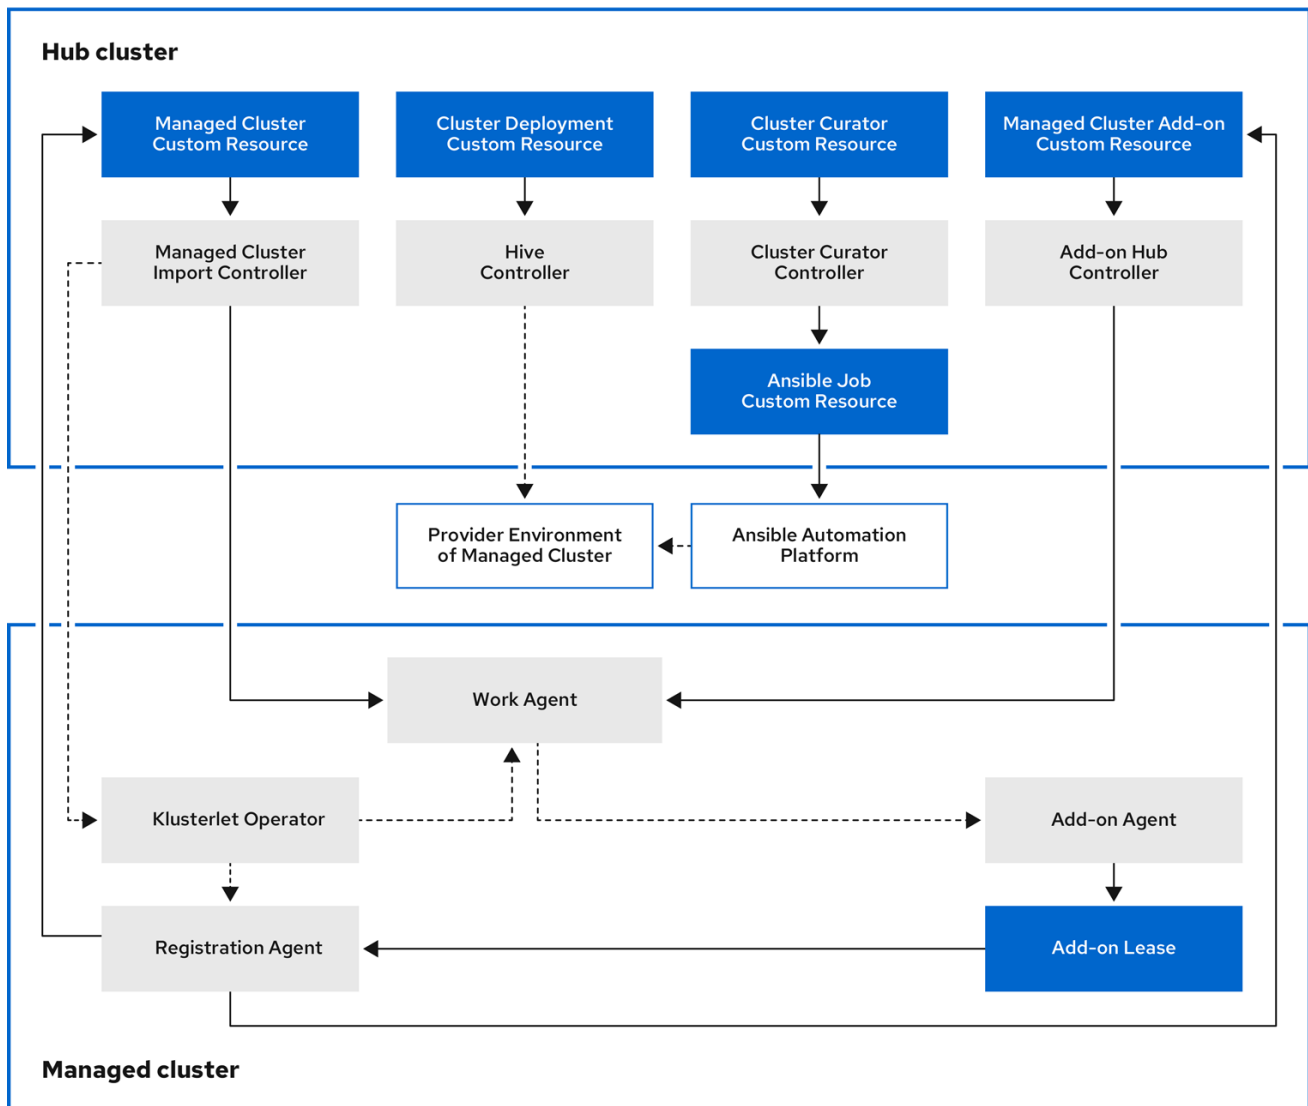 Hub cluster
Managed Cluster
Custom Resource
Cluster Deployment
Custom Resource
Cluster Curator
Custom Resource
Managed Cluster Add-on
Custom Resource
Managed Cluster
Import Controller
Hive
Controller
Cluster Curator
Controller
Add-on Hub
Controller
Ansible Job
Custom Resource
Provider Environment
of Managed Cluster
Ansible Automation
Platform
Work Agent
Klusterlet Operator
Add-on Agent
Registration Agent
Add-on Lease
Managed cluster